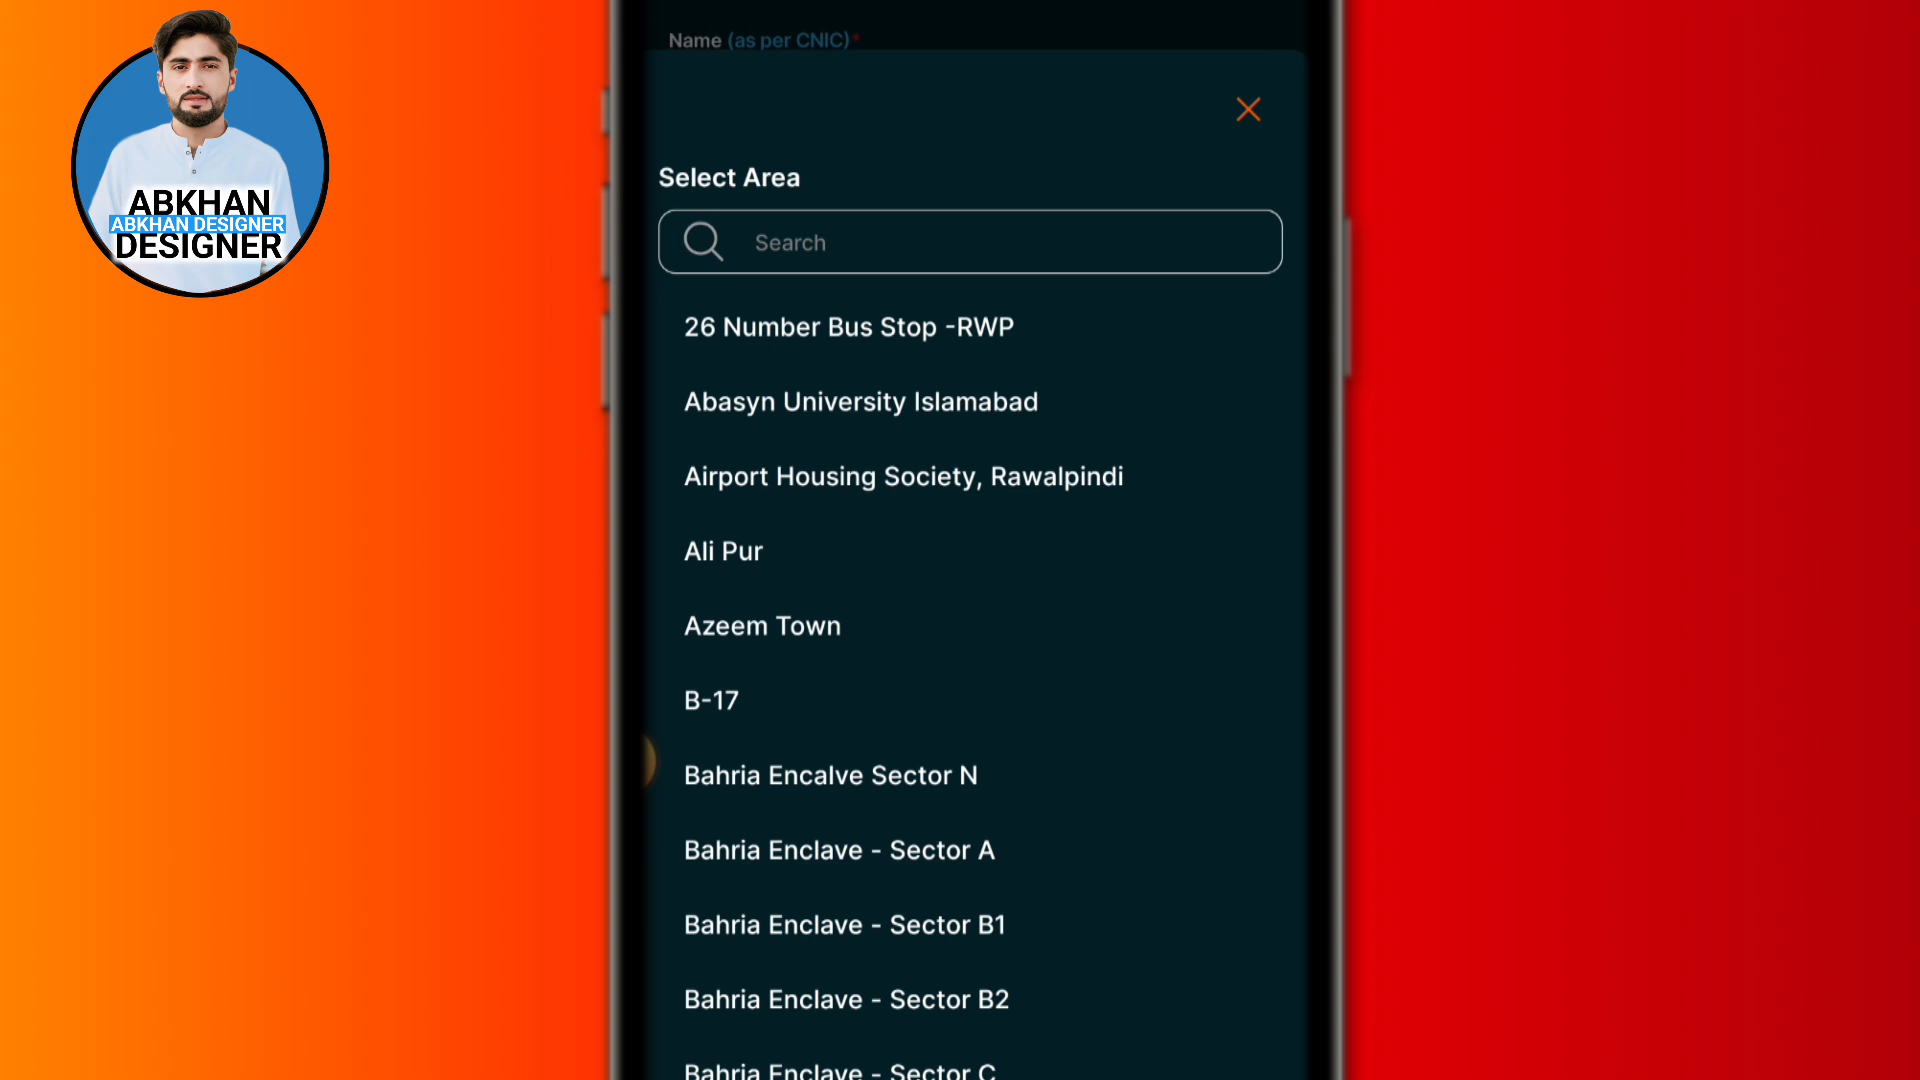 ABKHAN
ABKHAN DESIGNER
DESIGNER
Name (as per CNIC)*
Select Area
Search
26 Number Bus Stop -RWP
Abasyn University Islamabad
Airport Housing Society, Rawalpindi
Ali Pur
Azeem Town
B-17
Bahria Encalve Sector N
Bahria Enclave - Sector A
Bahria Enclave - Sector B1
Bahria Enclave - Sector B2
Bahria Enclave - Sector C